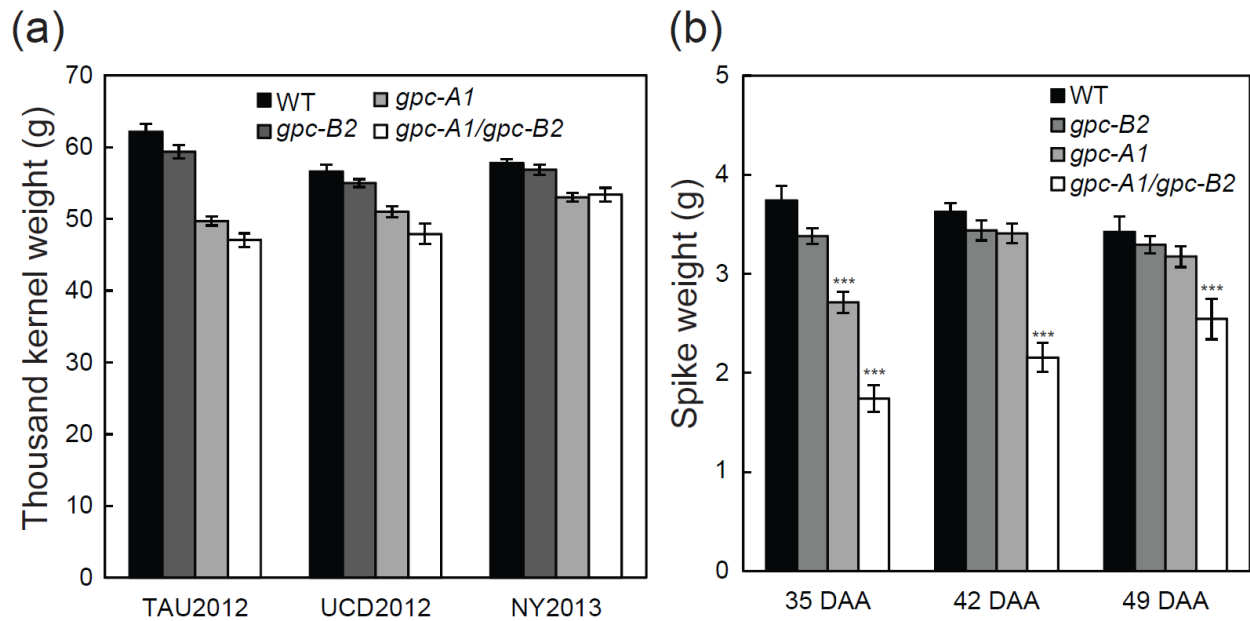 (a)
Thousand kernel weight (g)
70
60
50
40
30
20
10
0
WT
gpc-A1
gpc-B2
gpc-A1/gpc-B2
TAU2012
UCD2012
NY2013
(b)
Spike weight (g)
5
4
3
2
1
0
WT
gpc-B2
gpc-A1
gpc-A1/gpc-B2
***
***
***
***
35 DAA
42 DAA
49 DAA